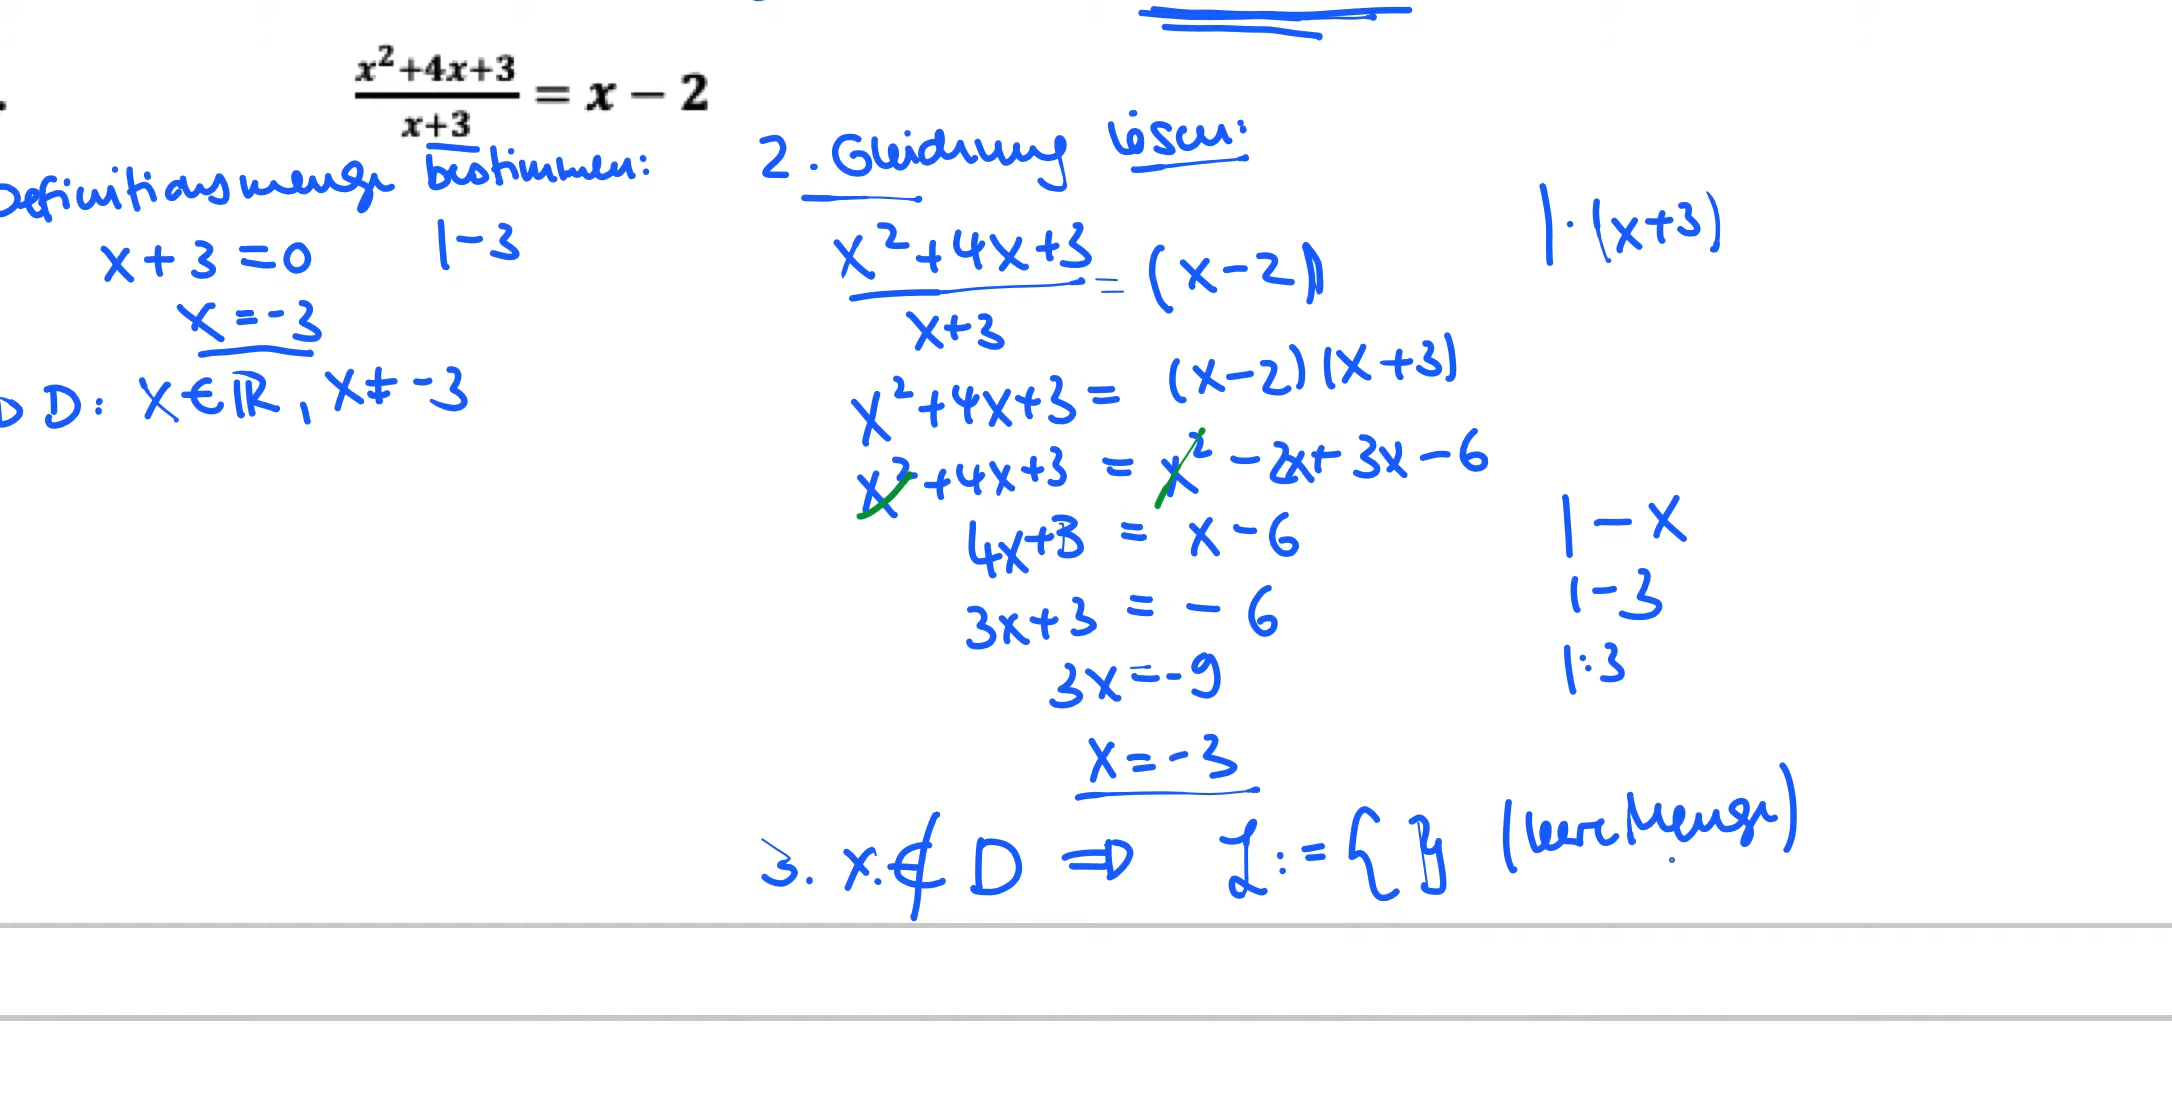 x²+4x+3
—— = x − 2
x+3
Definitionsmenge bestimmen:
x+3=0 |-3
x=-3
D: x∈ℝ, x≠-3
2. Gleichung lösen:
x²+4x+3
—— = (x-2) |·(x+3)
x+3
x²+4x+3 = (x-2)(x+3)
x²+4x+3 = x²-2x+3x-6
4x+3 = x-6 |-x
3x+3 = -6 |-3
3x=-9 |:3
x=-3
3. x∉D ⇒ L:={} (leere Menge)